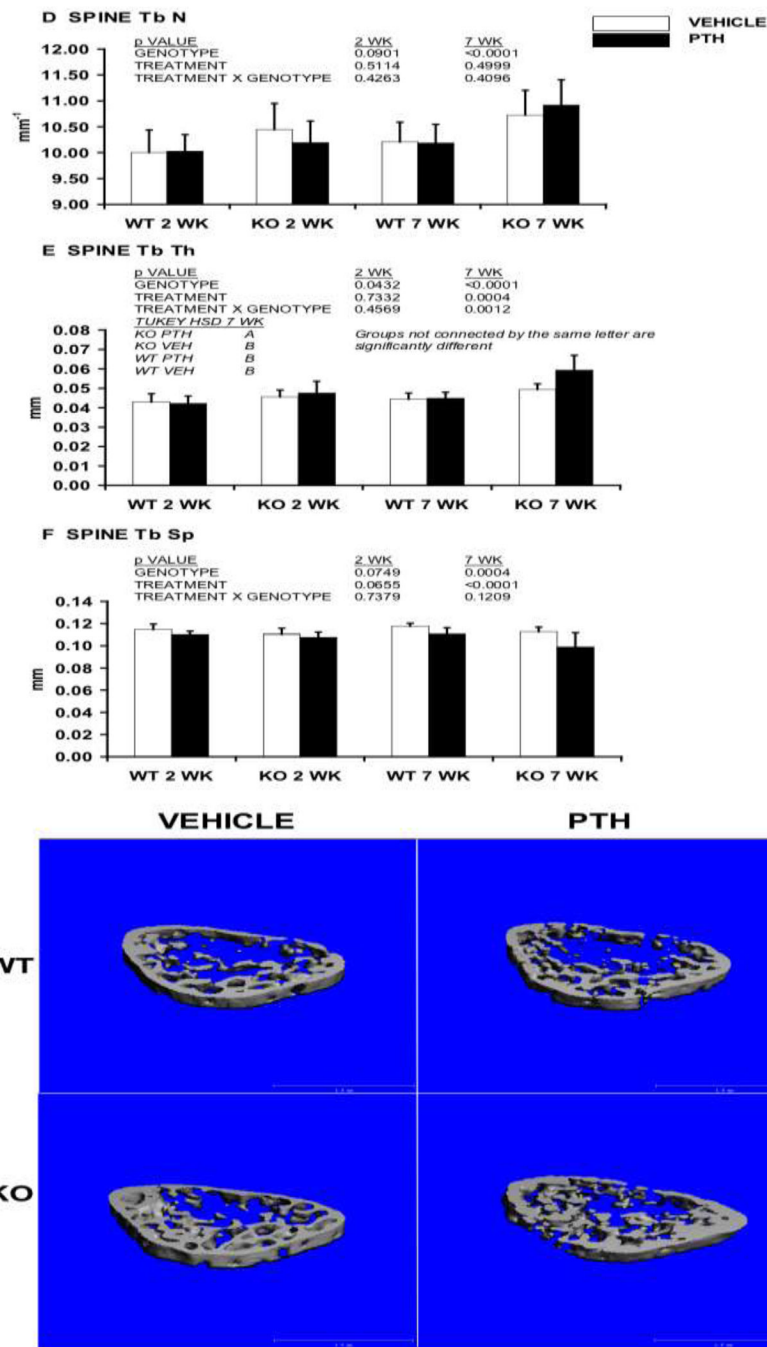 D SPINE Tb N
VEHICLE
PTH
p VALUE 2 WK 7 WK
GENOTYPE 0.0901 <0.0001
TREATMENT 0.5114 0.4999
TREATMENT X GENOTYPE 0.4263 0.4096
12.00
11.50
11.00
10.50
10.00
9.50
9.00
mm-1
WT 2 WK KO 2 WK WT 7 WK KO 7 WK
E SPINE Tb Th
p VALUE 2 WK 7 WK
GENOTYPE 0.0432 <0.0001
TREATMENT 0.7332 0.0004
TREATMENT X GENOTYPE 0.4569 0.0012
TUKEY HSD 7 WK
KO PTH A
KO VEH B
WT PTH B
WT VEH B
Groups not connected by the same letter are
significantly different
0.08
0.07
0.06
0.05
0.04
0.03
0.02
0.01
0.00
mm
WT 2 WK KO 2 WK WT 7 WK KO 7 WK
F SPINE Tb Sp
p VALUE 2 WK 7 WK
GENOTYPE 0.0749 0.0004
TREATMENT 0.0655 <0.0001
TREATMENT X GENOTYPE 0.7379 0.1209
0.14
0.12
0.10
0.08
0.06
0.04
0.02
0.00
mm
WT 2 WK KO 2 WK WT 7 WK KO 7 WK
VEHICLE PTH
WT
KO